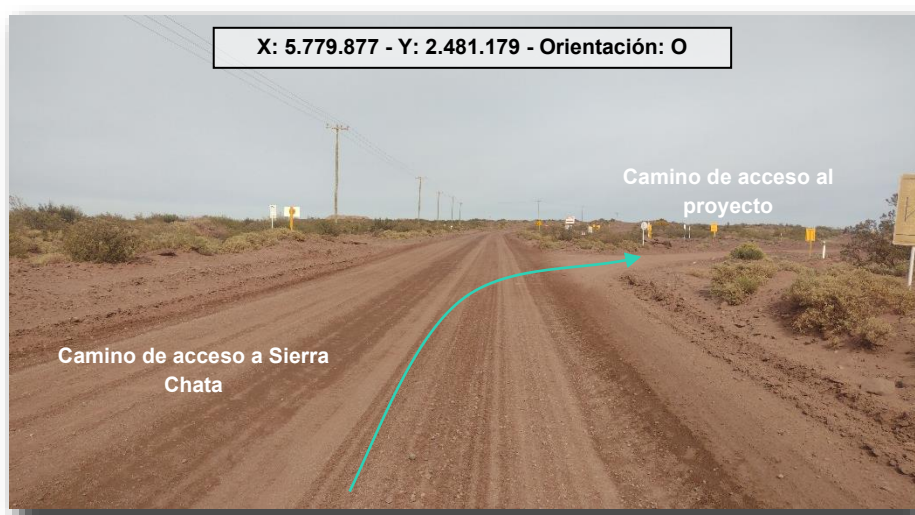 X: 5.779.877 - Y: 2.481.179 - Orientación: O
Camino de acceso al
proyecto
Camino de acceso a Sierra
Chata